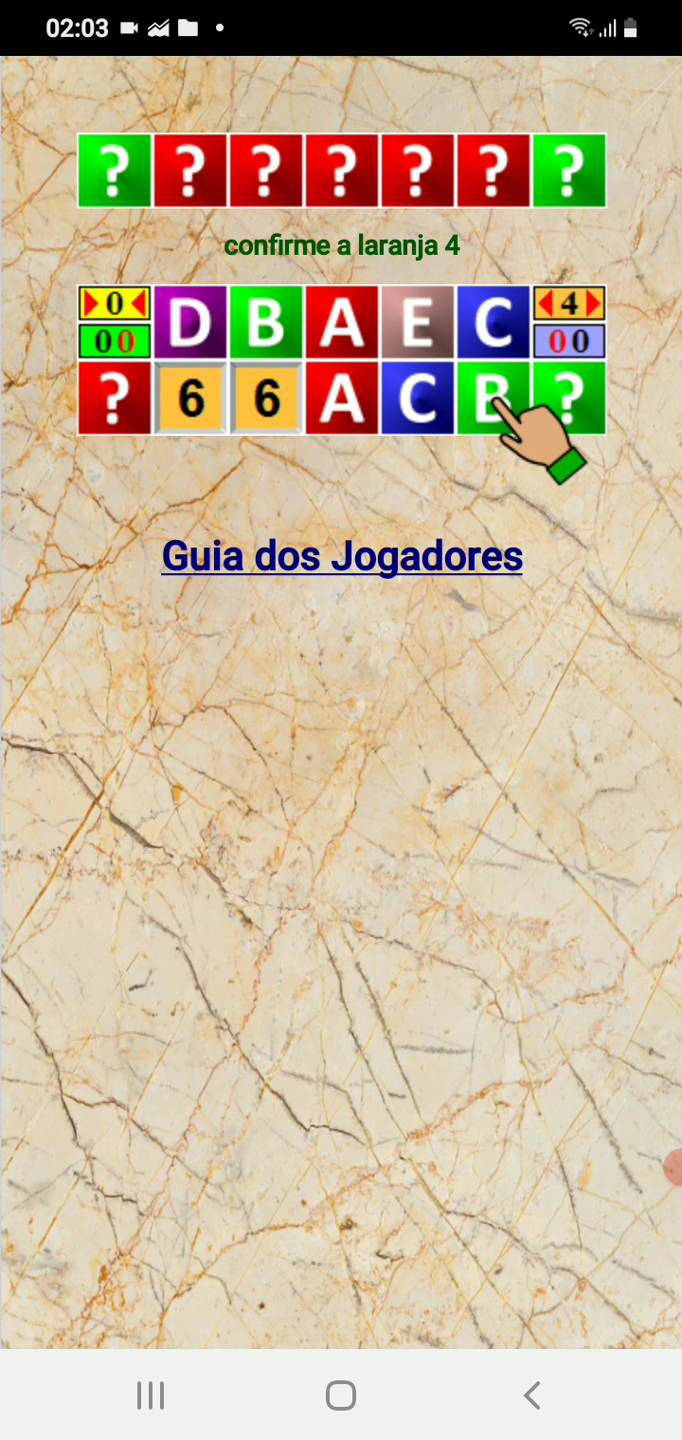 02:03
? ? ? ? ? ? ?
confirme a laranja 4
0 D B A E C 4
00 00
? 6 6 A C B ?
Guia dos Jogadores